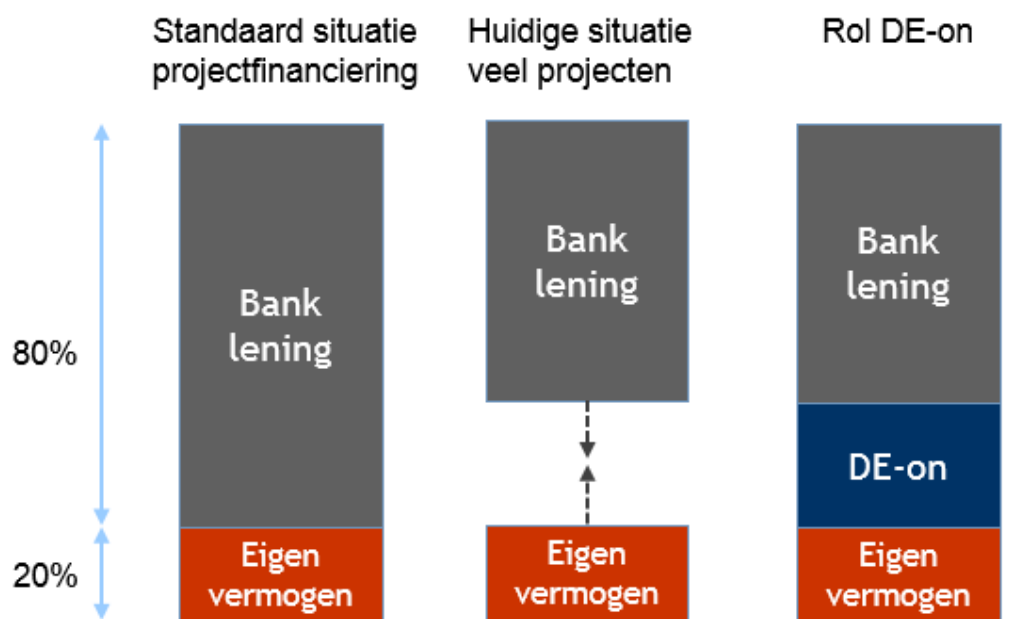 Standaard situatie
projectfinanciering
Huidige situatie
veel projecten
Rol DE-on
80%
20%
Bank
lening
Eigen
vermogen
Bank
lening
Eigen
vermogen
Bank
lening
DE-on
Eigen
vermogen